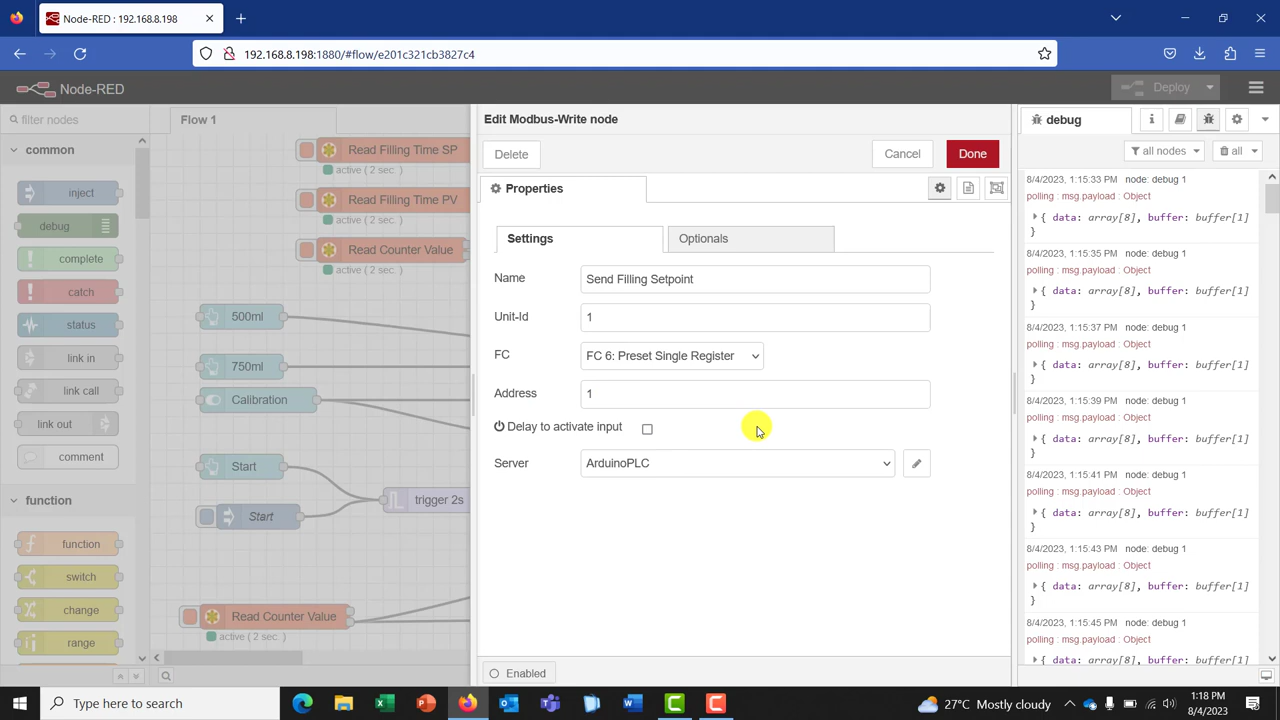 Node-RED : 192.168.8.198
192.168.8.198:1880/#flow/e201c321cb3827c4
Node-RED
Deploy
filter nodes
Flow 1
common
inject
debug
complete
catch
status
link in
link call
link out
comment
function
function
switch
change
range
Read Filling Time SP
active ( 2 sec. )
Read Filling Time PV
active ( 2 sec. )
Read Counter Value
active ( 2 sec. )
500ml
750ml
Calibration
Start
Start
trigger 2s
Read Counter Value
active ( 2 sec. )
Edit Modbus-Write node
Delete
Cancel
Done
Properties
Settings
Optionals
Name
Send Filling Setpoint
Unit-Id
1
FC
FC 6: Preset Single Register
Address
1
Delay to activate input
Server
ArduinoPLC
Enabled
debug
i
all nodes
all
8/4/2023, 1:15:33 PM node: debug 1
polling : msg.payload : Object
{ data: array[8], buffer: buffer[1]
}
8/4/2023, 1:15:35 PM node: debug 1
polling : msg.payload : Object
{ data: array[8], buffer: buffer[1]
}
8/4/2023, 1:15:37 PM node: debug 1
polling : msg.payload : Object
{ data: array[8], buffer: buffer[1]
}
8/4/2023, 1:15:39 PM node: debug 1
polling : msg.payload : Object
{ data: array[8], buffer: buffer[1]
}
8/4/2023, 1:15:41 PM node: debug 1
polling : msg.payload : Object
{ data: array[8], buffer: buffer[1]
}
8/4/2023, 1:15:43 PM node: debug 1
polling : msg.payload : Object
{ data: array[8], buffer: buffer[1]
}
8/4/2023, 1:15:45 PM node: debug 1
polling : msg.payload : Object
{ data: array[8], buffer: buffer[1]
Type here to search
27°C Mostly cloudy
1:18 PM
8/4/2023